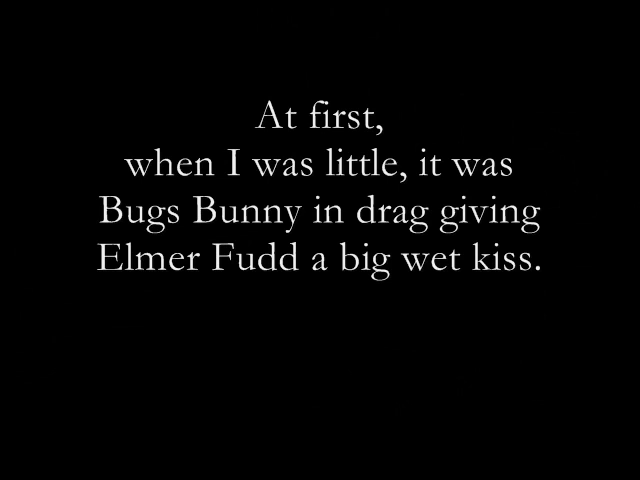 At first,
when I was little, it was
Bugs Bunny in drag giving
Elmer Fudd a big wet kiss.